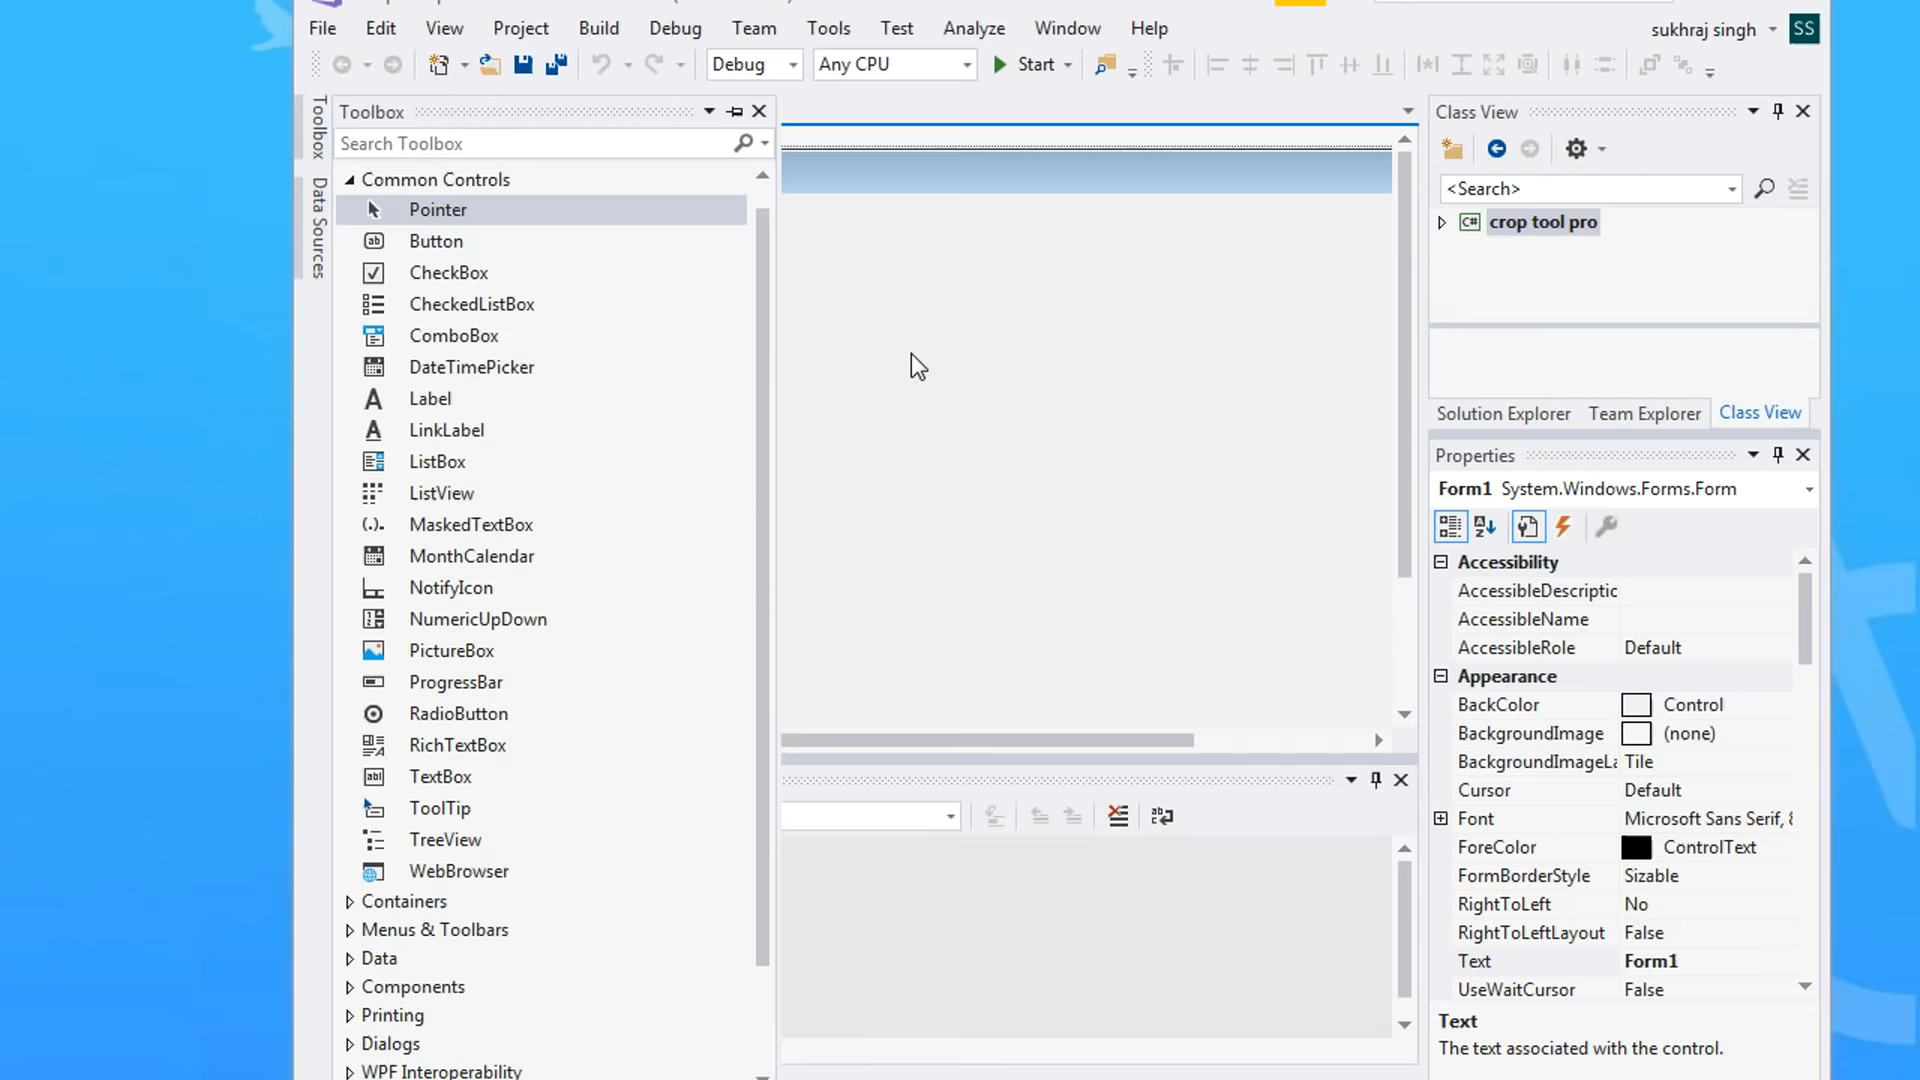 File Edit View Project Build Debug Team Tools Test Analyze Window Help
sukhraj singh SS
Debug Any CPU Start
Toolbox
Data Sources
Toolbox
Search Toolbox
Common Controls
Pointer
Button
CheckBox
CheckedListBox
ComboBox
DateTimePicker
Label
LinkLabel
ListBox
ListView
MaskedTextBox
MonthCalendar
NotifyIcon
NumericUpDown
PictureBox
ProgressBar
RadioButton
RichTextBox
TextBox
ToolTip
TreeView
WebBrowser
Containers
Menus & Toolbars
Data
Components
Printing
Dialogs
WPF Interoperability
Class View
<Search>
C# crop tool pro
Solution Explorer Team Explorer Class View
Properties
Form1 System.Windows.Forms.Form
Accessibility
AccessibleDescriptic
AccessibleName
AccessibleRole Default
Appearance
BackColor Control
BackgroundImage (none)
BackgroundImageLa Tile
Cursor Default
Font Microsoft Sans Serif, 8
ForeColor ControlText
FormBorderStyle Sizable
RightToLeft No
RightToLeftLayout False
Text Form1
UseWaitCursor False
Text
The text associated with the control.